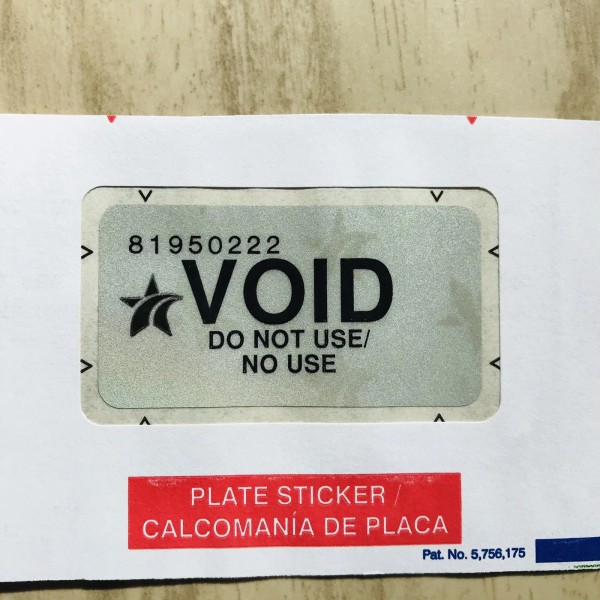 81950222
VOID
DO NOT USE/
NO USE
PLATE STICKER /
CALCOMANÍA DE PLACA
Pat. No. 5,756,175